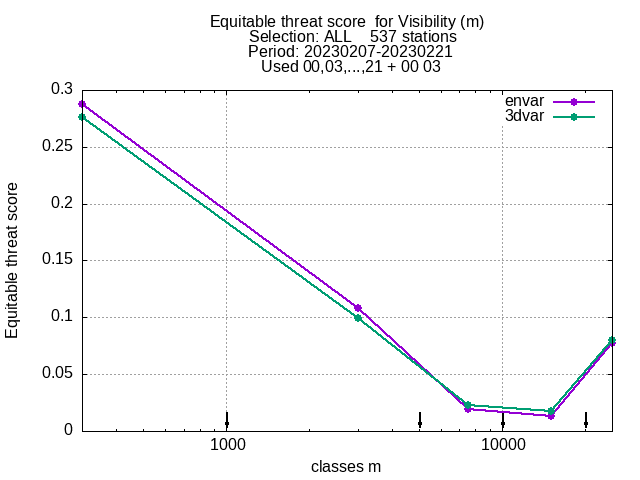 Equitable threat score  for Visibility (m)
Selection: ALL    537 stations
Period: 20230207-20230221
Used 00,03,...,21 + 00 03
envar
3dvar
0.3
0.25
0.2
0.15
0.1
0.05
0
Equitable threat score
1000
10000
classes m